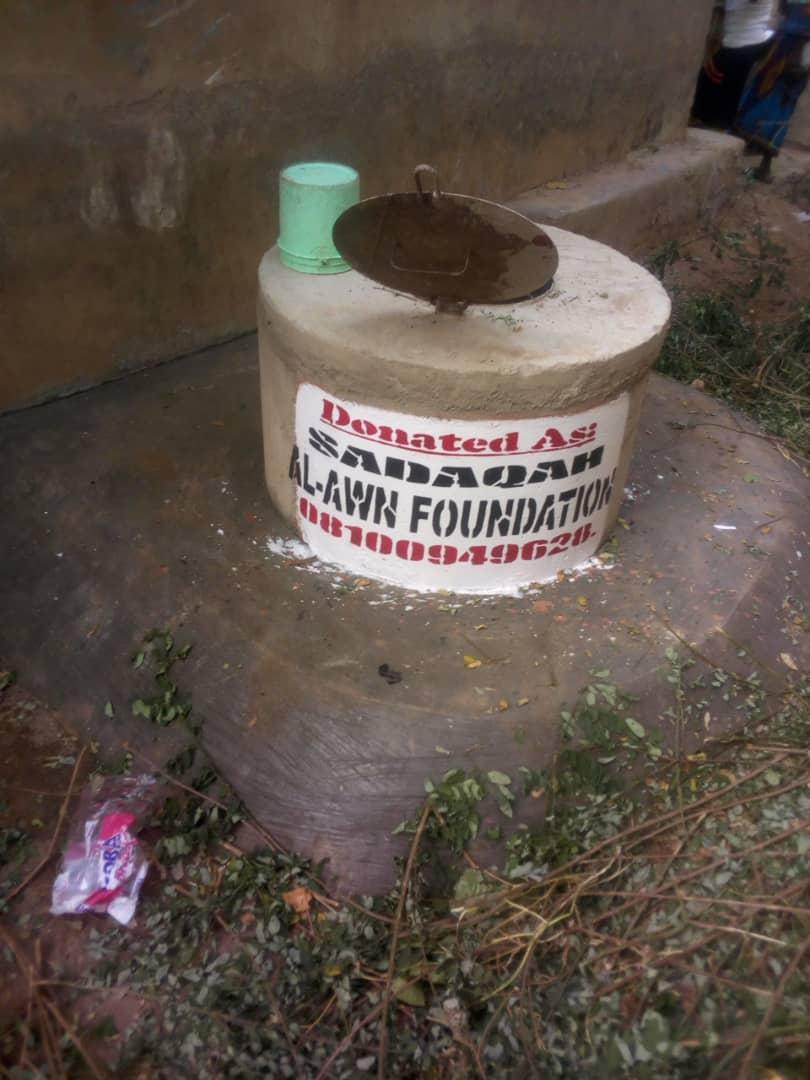 Donated As:
SADAQAH
AL-AWN FOUNDATION
08100949628.